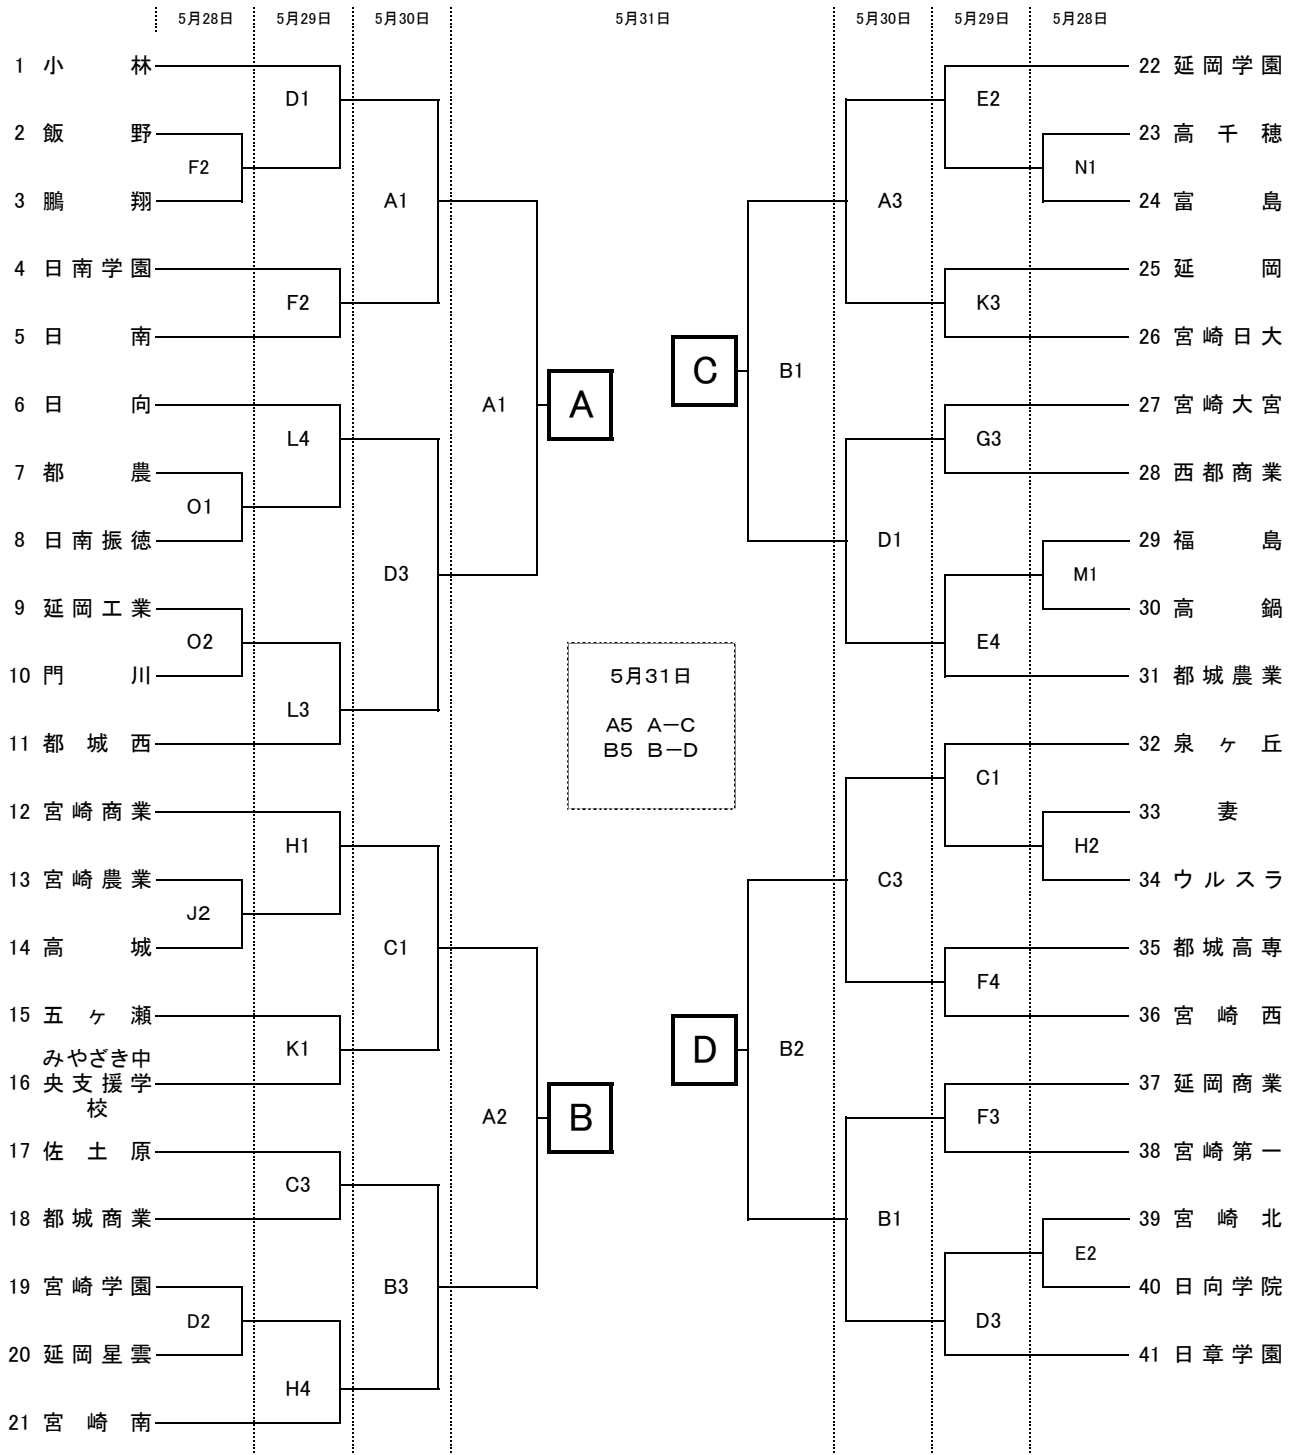 5月28日 5月29日 5月30日 5月31日 5月30日 5月29日 5月28日
1 小林
2 飯野
3 鵬翔
4 日南学園
5 日南
6 日向
7 都農
8 日南振徳
9 延岡工業
10 門川
11 都城西
12 宮崎商業
13 宮崎農業
14 高城
15 五ヶ瀬
みやざき中
16 央支援学
校
17 佐土原
18 都城商業
19 宮崎学園
20 延岡星雲
21 宮崎南
F2
O1
O2
J2
D2
D1
F2
L4
L3
H1
K1
C3
H4
A1
D3
C1
B3
A1
A2
A
B
5月31日
A5 A-C
B5 B-D
C
D
B1
B2
A3
D1
C3
B1
E2
K3
G3
E4
C1
F4
F3
D3
N1
M1
H2
E2
22 延岡学園
23 高千穂
24 富島
25 延岡
26 宮崎日大
27 宮崎大宮
28 西都商業
29 福島
30 高鍋
31 都城農業
32 泉ヶ丘
33 妻
34 ウルスラ
35 都城高専
36 宮崎西
37 延岡商業
38 宮崎第一
39 宮崎北
40 日向学院
41 日章学園